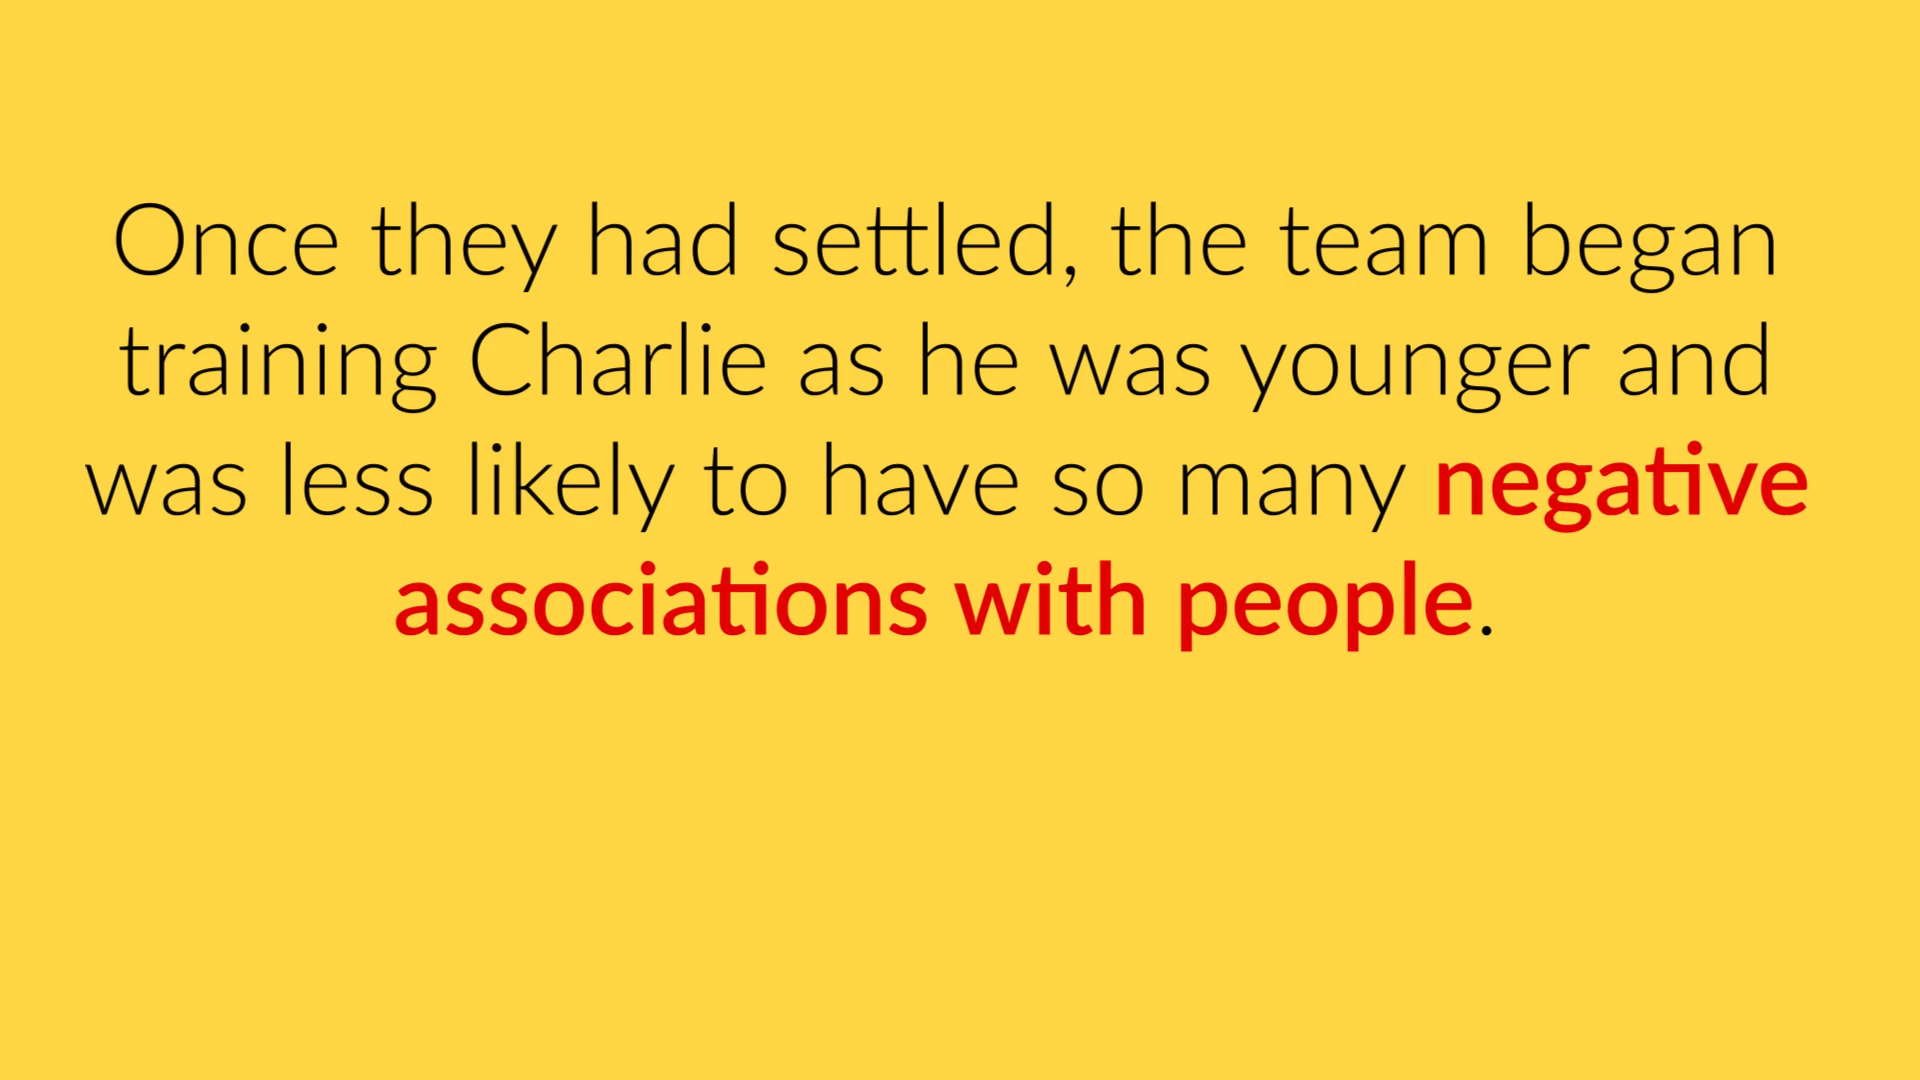 Once they had settled, the team began
training Charlie as he was younger and
was less likely to have so many negative
associations with people.